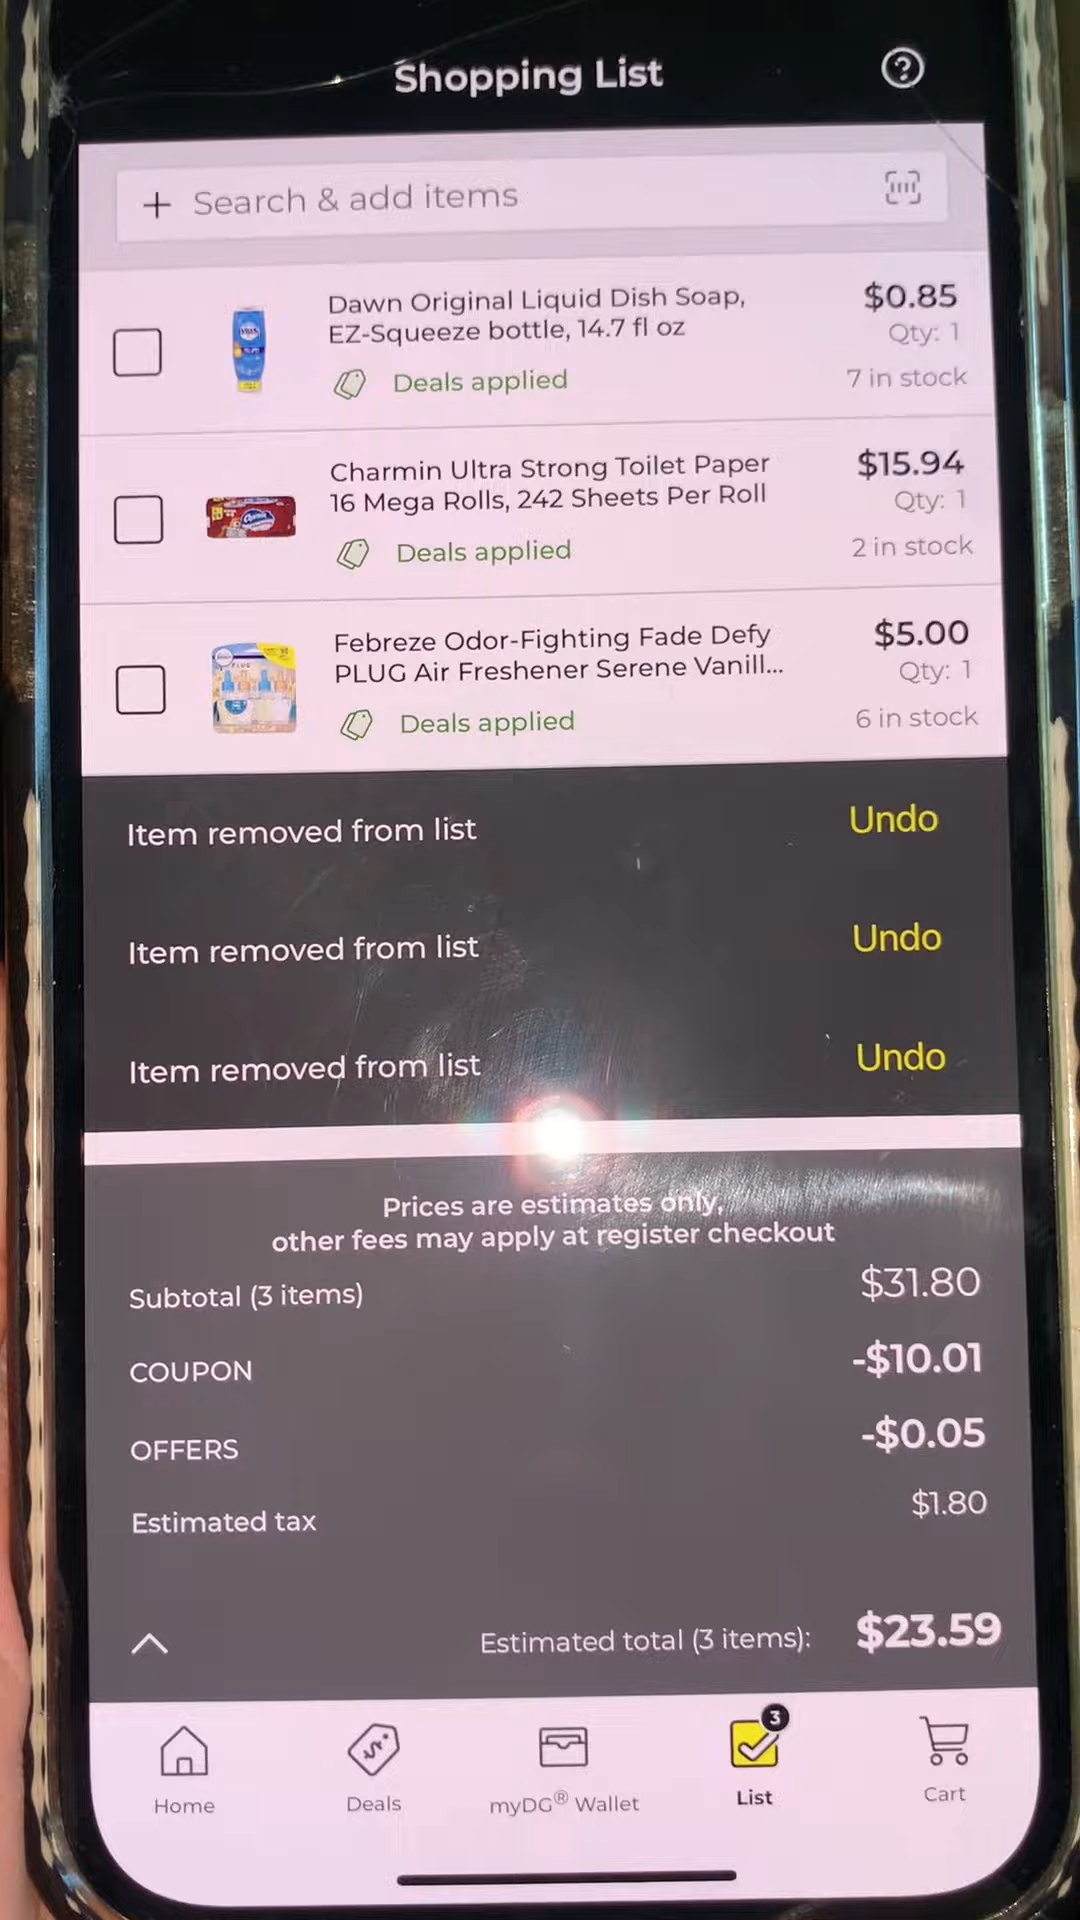 Shopping List
?
+ Search & add items
Dawn Original Liquid Dish Soap,
EZ-Squeeze bottle, 14.7 fl oz
Deals applied
$0.85
Qty: 1
7 in stock
Charmin Ultra Strong Toilet Paper
16 Mega Rolls, 242 Sheets Per Roll
Deals applied
$15.94
Qty: 1
2 in stock
Febreze Odor-Fighting Fade Defy
PLUG Air Freshener Serene Vanill...
Deals applied
$5.00
Qty: 1
6 in stock
Item removed from list Undo
Item removed from list Undo
Item removed from list Undo
Prices are estimates only,
other fees may apply at register checkout
Subtotal (3 items) $31.80
COUPON -$10.01
OFFERS -$0.05
Estimated tax $1.80
Estimated total (3 items): $23.59
3
Home Deals myDG® Wallet List Cart